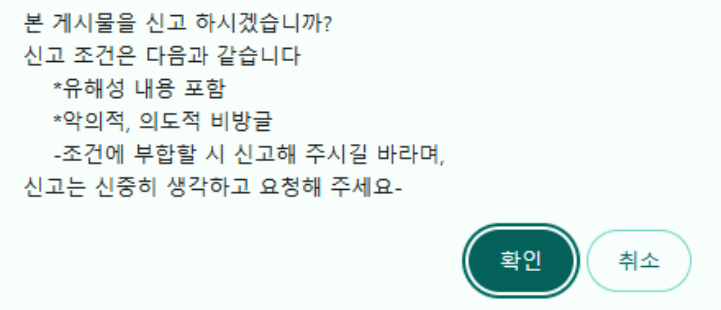 본 게시물을 신고 하시겠습니까?
신고 조건은 다음과 같습니다
*유해성 내용 포함
*악의적, 의도적 비방글
-조건에 부합할 시 신고해 주시길 바라며,
신고는 신중히 생각하고 요청해 주세요-
확인 취소